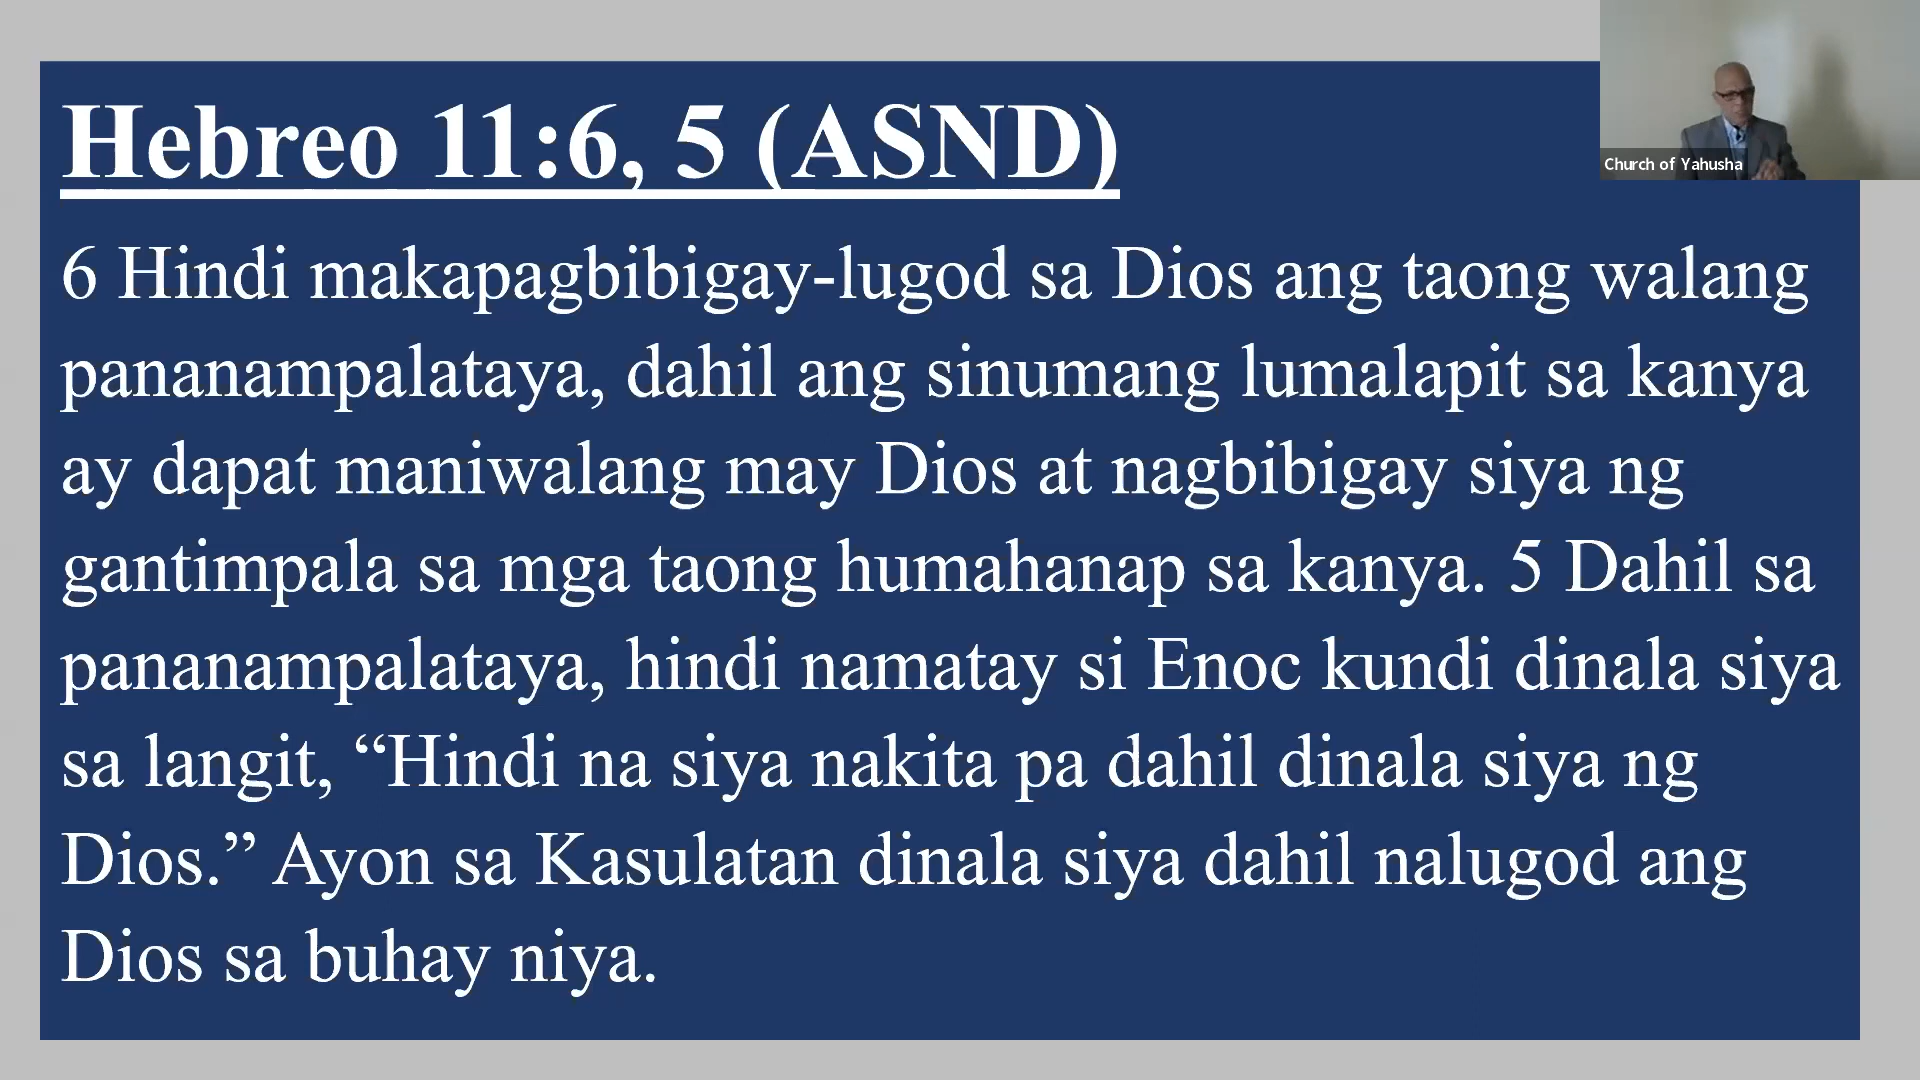 Hebreo 11:6, 5 (ASND)
Church of Yahusha
6 Hindi makapagbibigay-lugod sa Dios ang taong walang
pananampalataya, dahil ang sinumang lumalapit sa kanya
ay dapat maniwalang may Dios at nagbibigay siya ng
gantimpala sa mga taong humahanap sa kanya. 5 Dahil sa
pananampalataya, hindi namatay si Enoc kundi dinala siya
sa langit, “Hindi na siya nakita pa dahil dinala siya ng
Dios.” Ayon sa Kasulatan dinala siya dahil nalugod ang
Dios sa buhay niya.